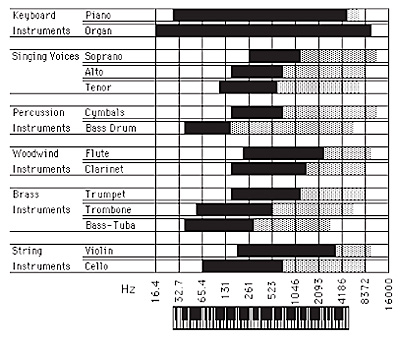 Keyboard Piano
Instruments Organ
Singing Voices Soprano
Alto
Tenor
Percussion Cymbals
Instruments Bass Drum
Woodwind Flute
Instruments Clarinet
Brass Trumpet
Instruments Trombone
Bass-Tuba
String Violin
Instruments Cello
Hz 16.4 32.7 65.4 131 261 523 1046 2093 4186 8372 16000